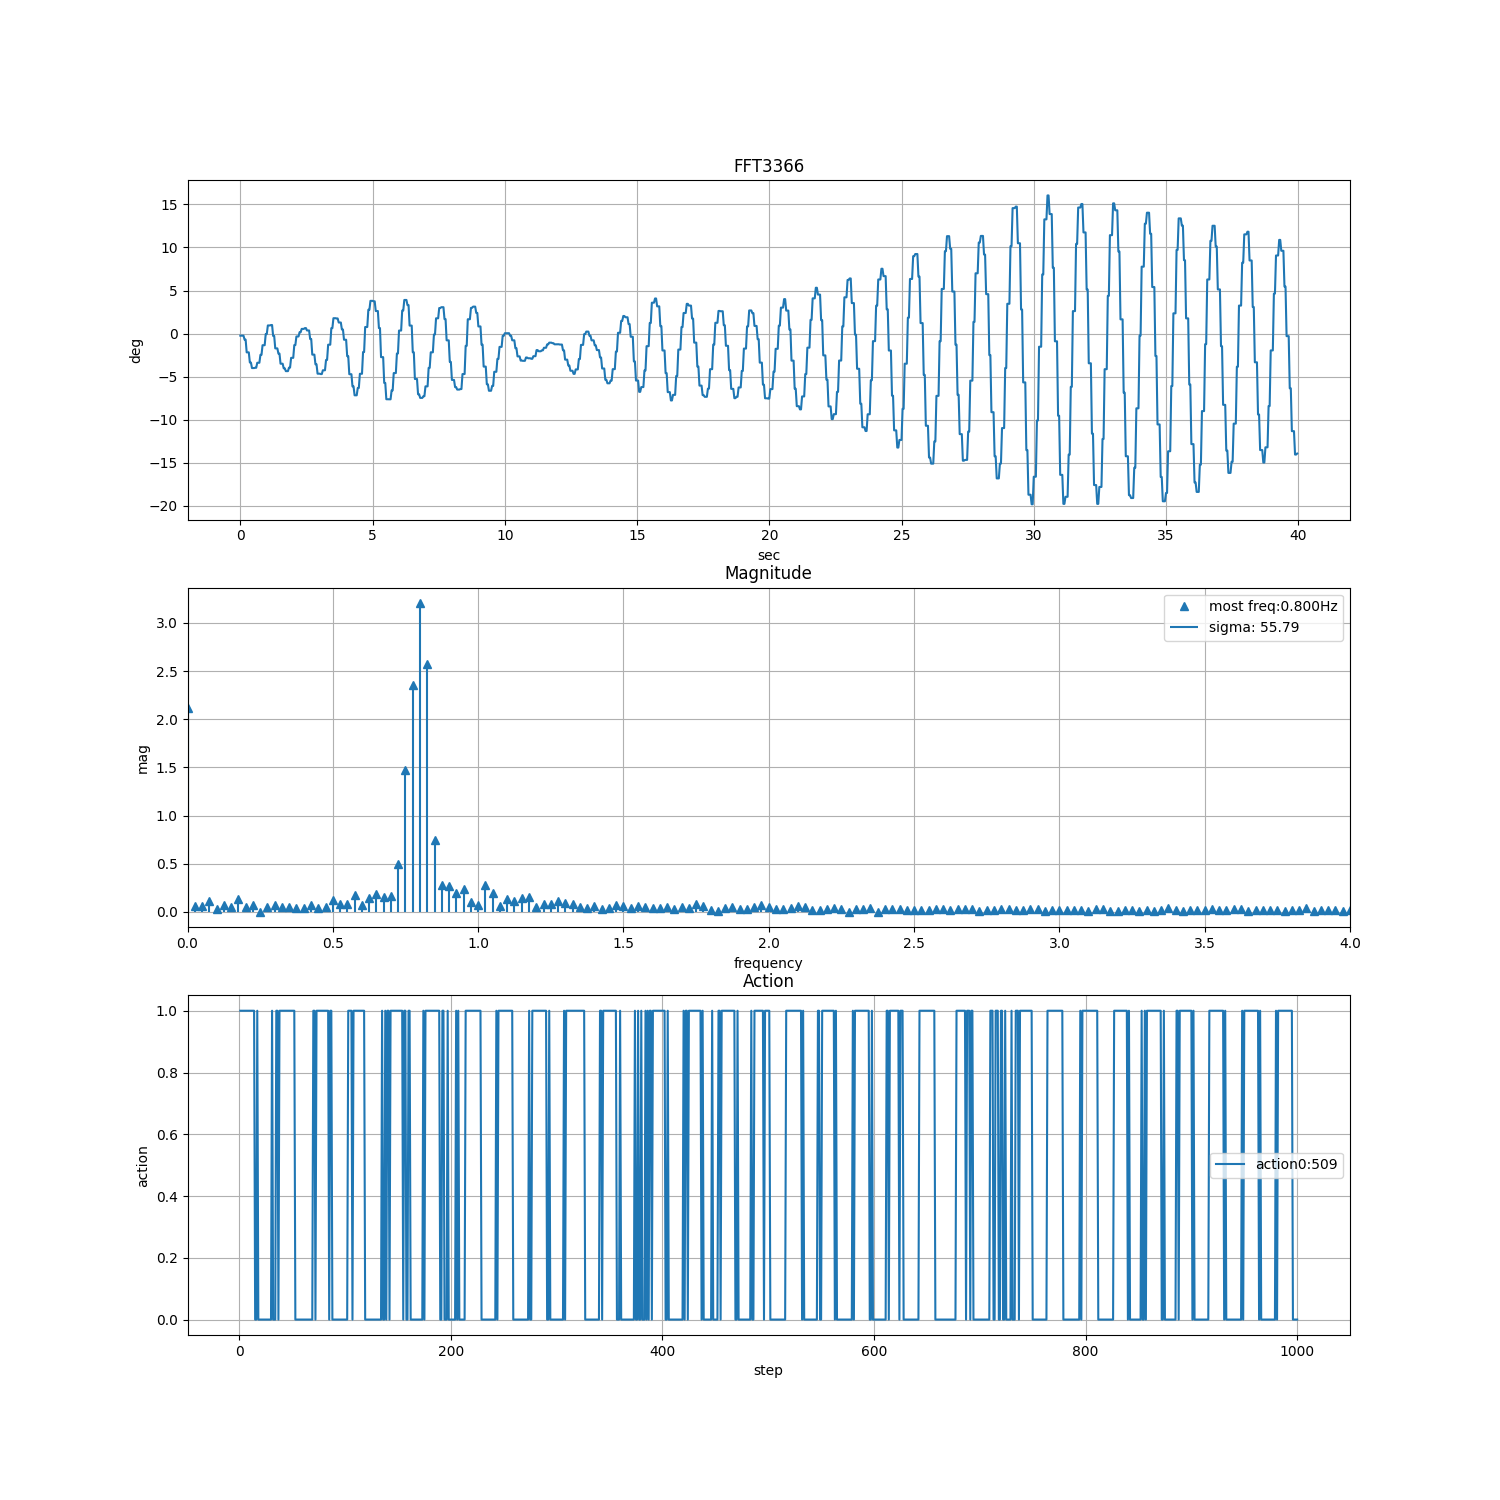 FFT3366
15
10
5
0
−5
−10
−15
−20
deg
0 5 10 15 20 25 30 35 40
sec
Magnitude
most freq:0.800Hz
sigma: 55.79
3.0
2.5
2.0
1.5
1.0
0.5
0.0
mag
0.0 0.5 1.0 1.5 2.0 2.5 3.0 3.5 4.0
frequency
Action
1.0
0.8
0.6
0.4
0.2
0.0
action
action0:509
0 200 400 600 800 1000
step